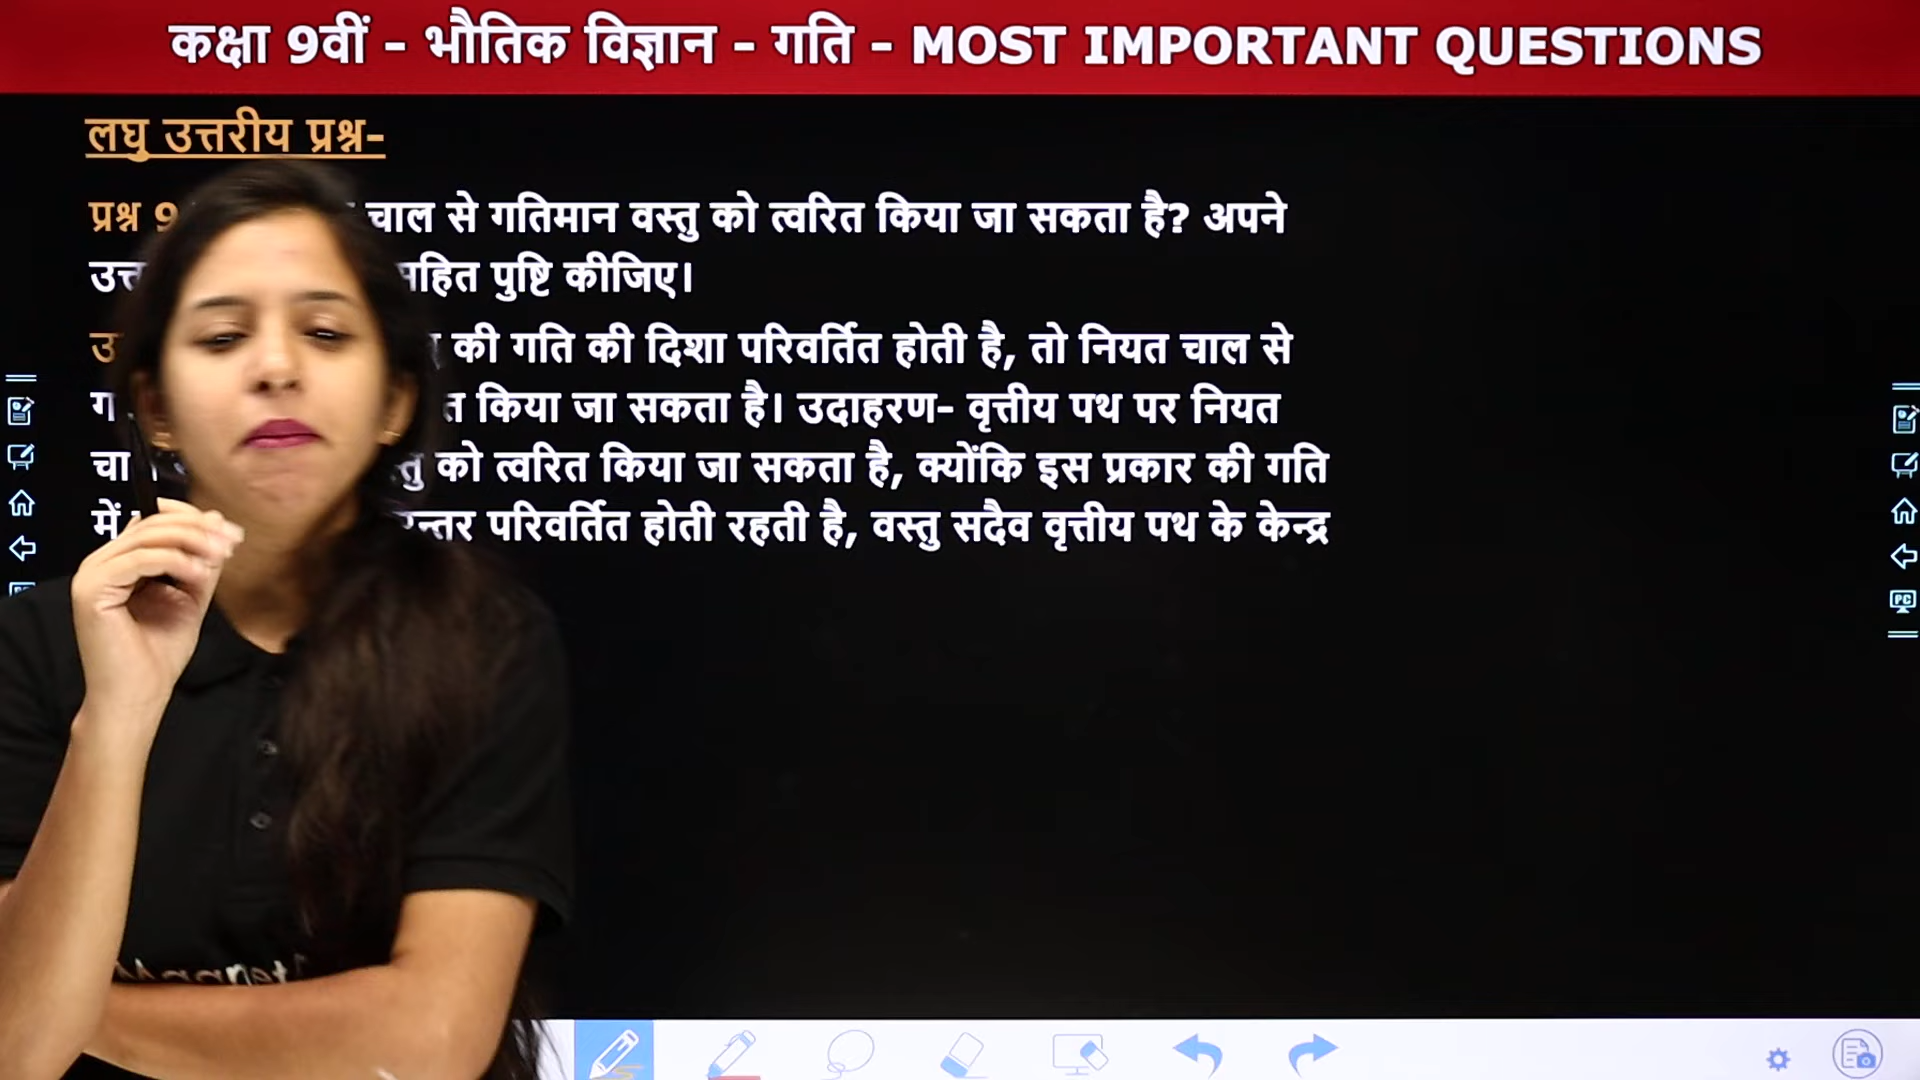 कक्षा 9वीं - भौतिक विज्ञान - गति - MOST IMPORTANT QUESTIONS
लघु उत्तरीय प्रश्न-
प्रश्न 9 चाल से गतिमान वस्तु को त्वरित किया जा सकता है? अपने
सहित पुष्टि कीजिए।
की गति की दिशा परिवर्तित होती है, तो नियत चाल से
किया जा सकता है। उदाहरण- वृत्तीय पथ पर नियत
को त्वरित किया जा सकता है, क्योंकि इस प्रकार की गति
में परिवर्तित होती रहती है, वस्तु सदैव वृत्तीय पथ के केन्द्र
PC